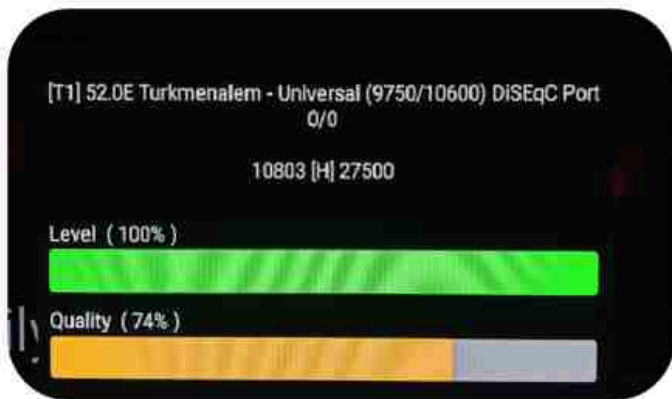 [T1] 52.0E Turkmenalem - Universal (9750/10600) DiSEqC Port
0/0
10803 [H] 27500
Level ( 100% )
Quality ( 74% )